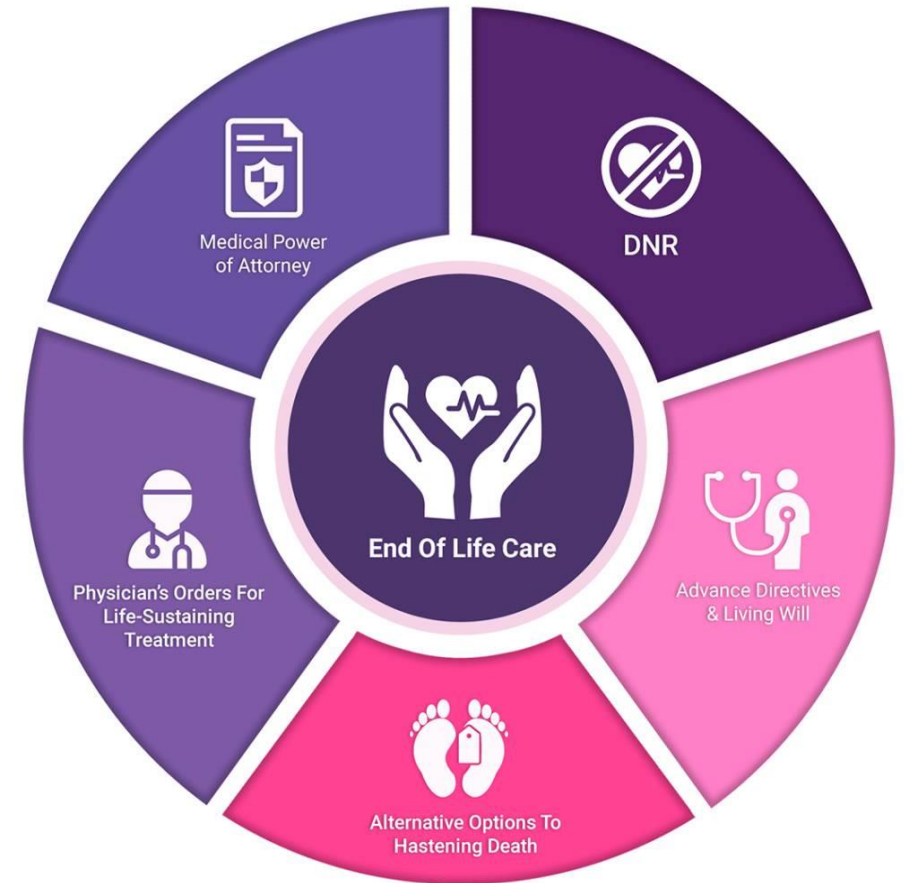 Medical Power
of Attorney
DNR
End Of Life Care
Physician's Orders For
Life-Sustaining
Treatment
Advance Directives
& Living Will
Alternative Options To
Hastening Death